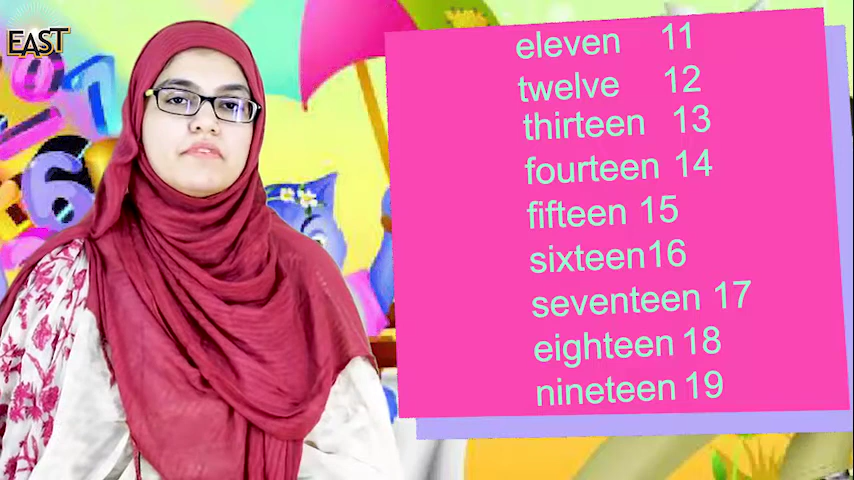 EAST
eleven 11
twelve 12
thirteen 13
fourteen 14
fifteen 15
sixteen16
seventeen 17
eighteen 18
nineteen 19